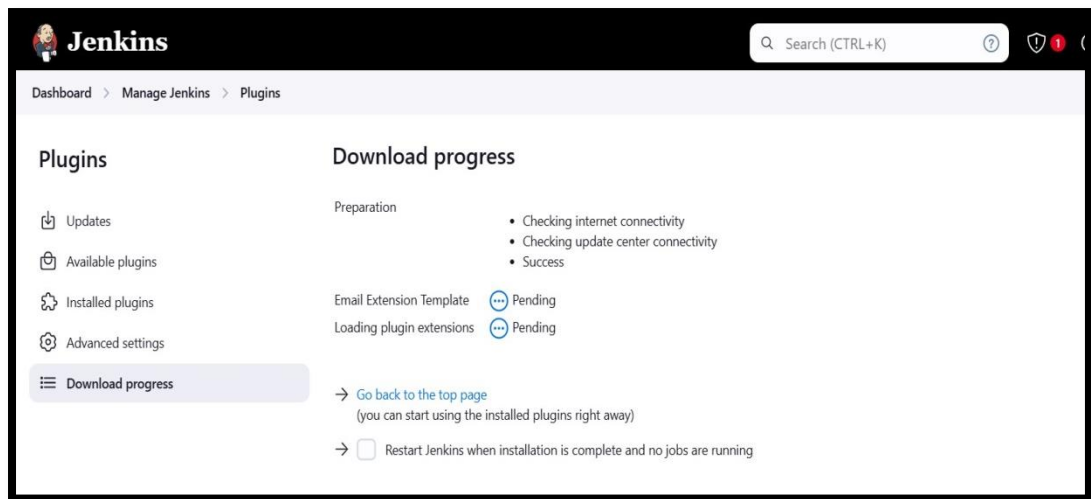 Jenkins
Search (CTRL+K)
1
Dashboard > Manage Jenkins > Plugins
Plugins
Updates
Available plugins
Installed plugins
Advanced settings
Download progress
Download progress
Preparation
• Checking internet connectivity
• Checking update center connectivity
• Success
Email Extension Template Pending
Loading plugin extensions Pending
→ Go back to the top page
(you can start using the installed plugins right away)
→ Restart Jenkins when installation is complete and no jobs are running